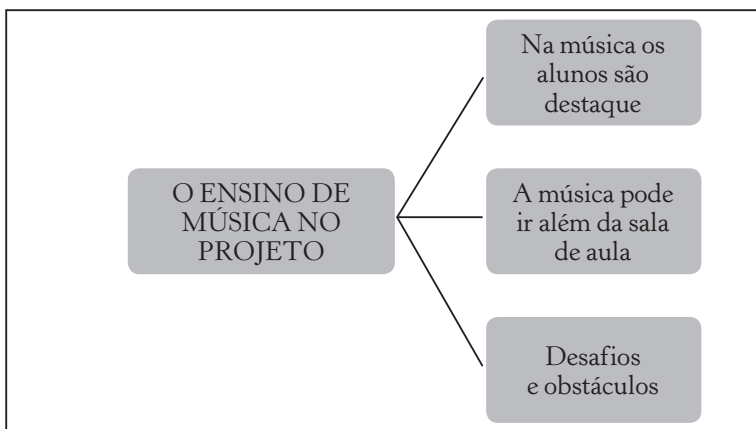 O ENSINO DE
MÚSICA NO
PROJETO
Na música os
alunos são
destaque
A música pode
ir além da sala
de aula
Desafios
e obstáculos